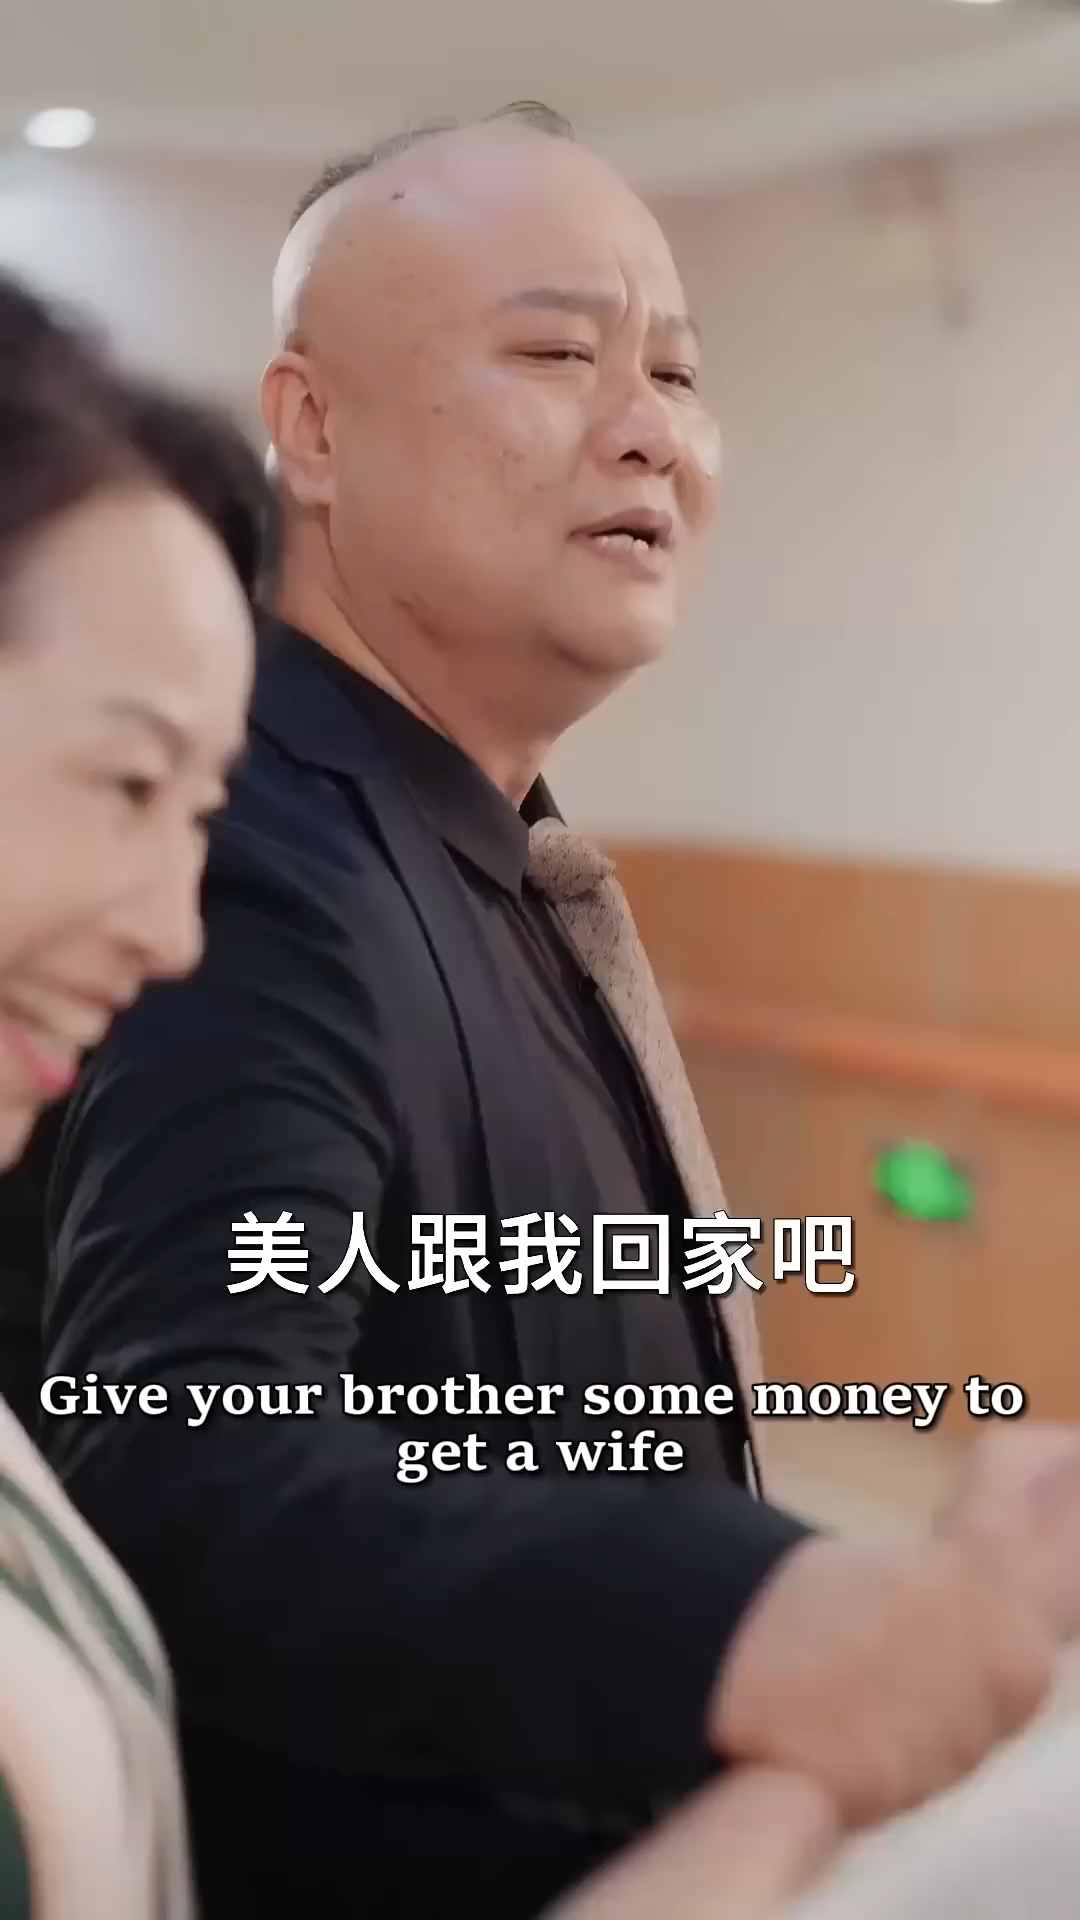 美人跟我回家吧
Give your brother some money to
get a wife